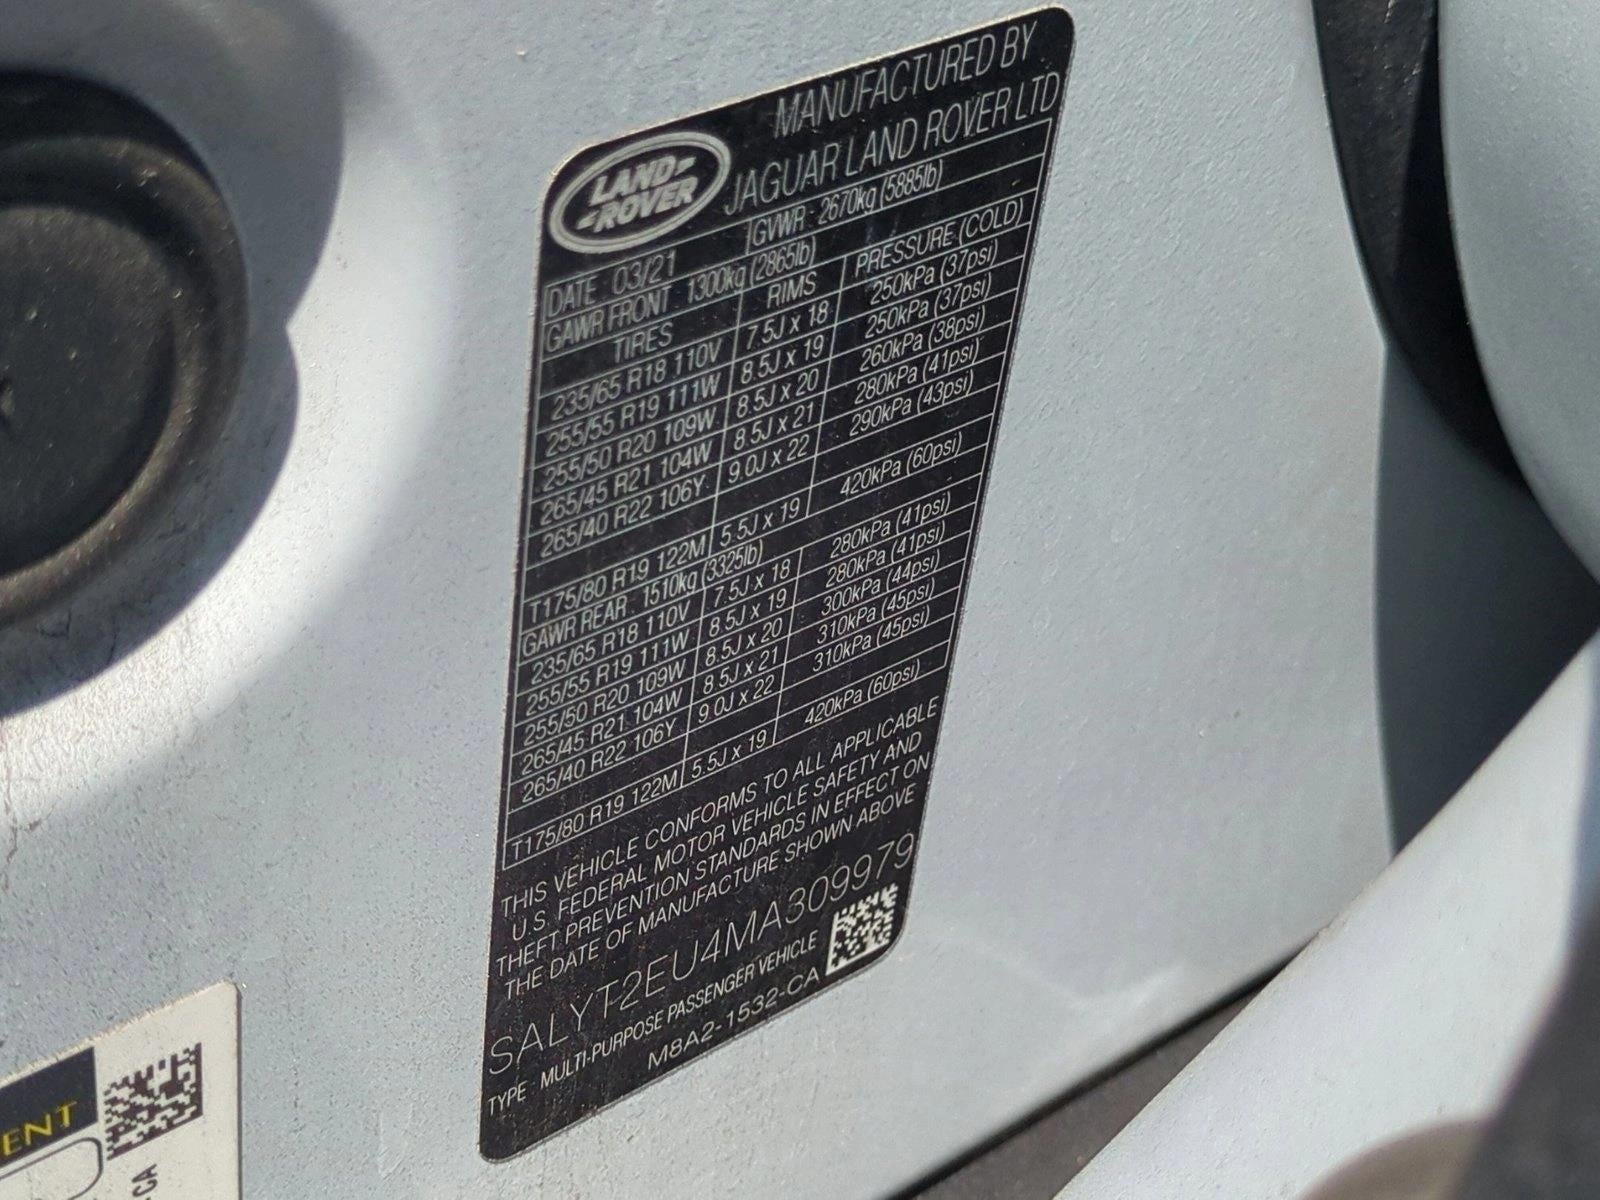 LAND-
-ROVER
MANUFACTURED BY
JAGUAR LAND ROVER LTD
DATE 03/21 GVWR : 2670kg (5885lb)
GAWR FRONT 1300kg (2865lb)
TIRES RIMS PRESSURE (COLD)
235/65 R18 110V 7.5J x 18 250kPa (37psi)
255/55 R19 111W 8.5J x 19 250kPa (37psi)
255/50 R20 109W 8.5J x 20 260kPa (38psi)
265/45 R21 104W 8.5J x 21 280kPa (41psi)
265/40 R22 106Y 9.0J x 22 290kPa (43psi)
T175/80 R19 122M 5.5J x 19 420kPa (60psi)
GAWR REAR : 1510kg (3325lb)
235/65 R18 110V 7.5J x 18 280kPa (41psi)
255/55 R19 111W 8.5J x 19 280kPa (41psi)
255/50 R20 109W 8.5J x 20 300kPa (44psi)
265/45 R21 104W 8.5J x 21 310kPa (45psi)
265/40 R22 106Y 9.0J x 22 310kPa (45psi)
T175/80 R19 122M 5.5J x 19 420kPa (60psi)
THIS VEHICLE CONFORMS TO ALL APPLICABLE
U.S. FEDERAL MOTOR VEHICLE SAFETY AND
THEFT PREVENTION STANDARDS IN EFFECT ON
THE DATE OF MANUFACTURE SHOWN ABOVE
SALYT2EU4MA309979
TYPE : MULTI-PURPOSE PASSENGER VEHICLE
M8A2-1532-CA
ENT
-CA